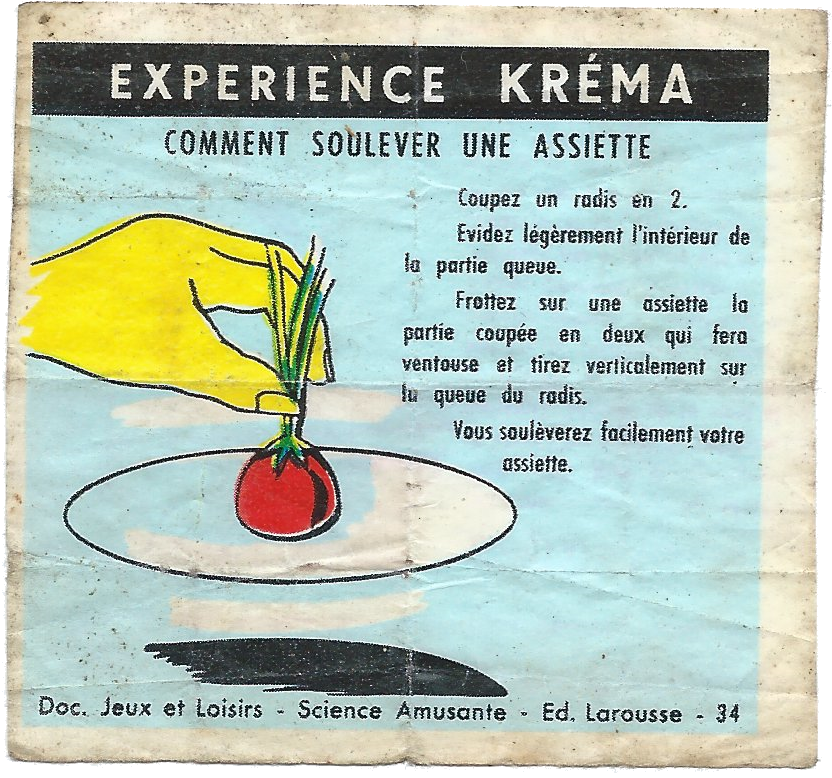 EXPERIENCE KRÉMA
COMMENT SOULEVER UNE ASSIETTE
Coupez un radis en 2.
Evidez légèrement l'intérieur de
la partie queue.
Frottez sur une assiette la
partie coupée en deux qui fera
ventouse et tirez verticalement sur
la queue du radis.
Vous soulèverez facilement votre
assiette.
Doc. Jeux et Loisirs - Science Amusante - Ed. Larousse - 34